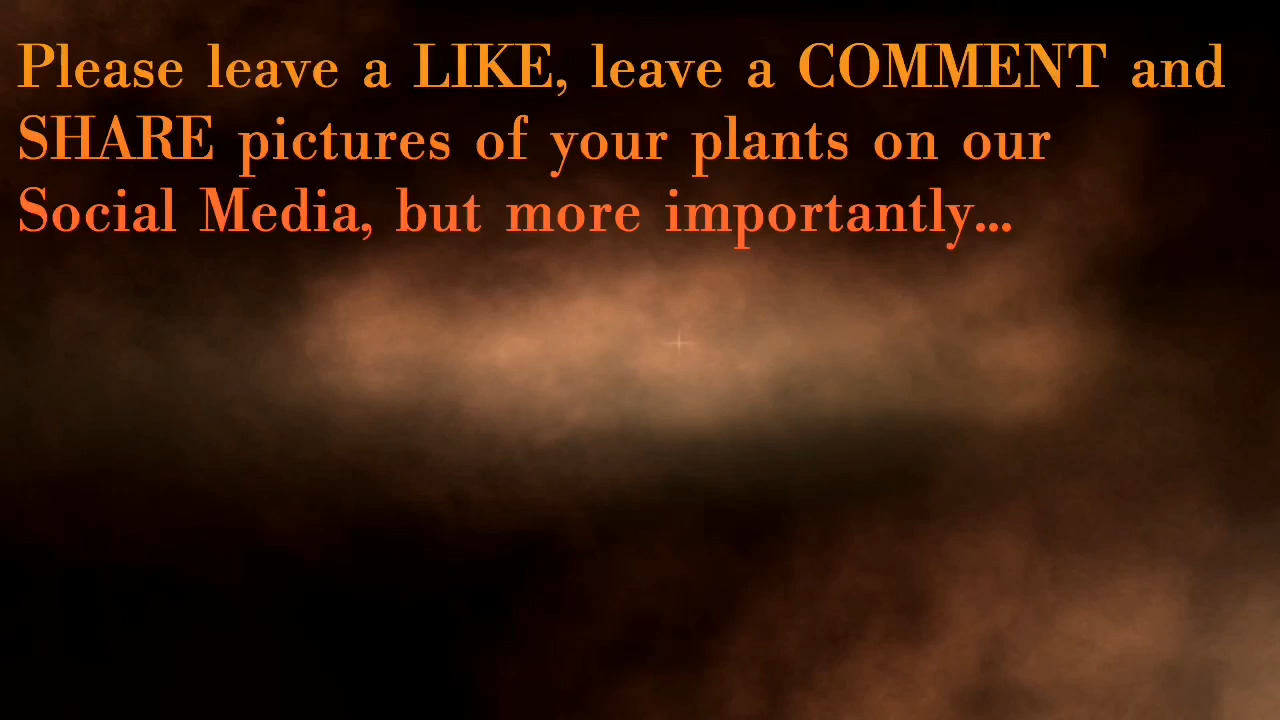 Please leave a LIKE, leave a COMMENT and
SHARE pictures of your plants on our
Social Media, but more importantly...